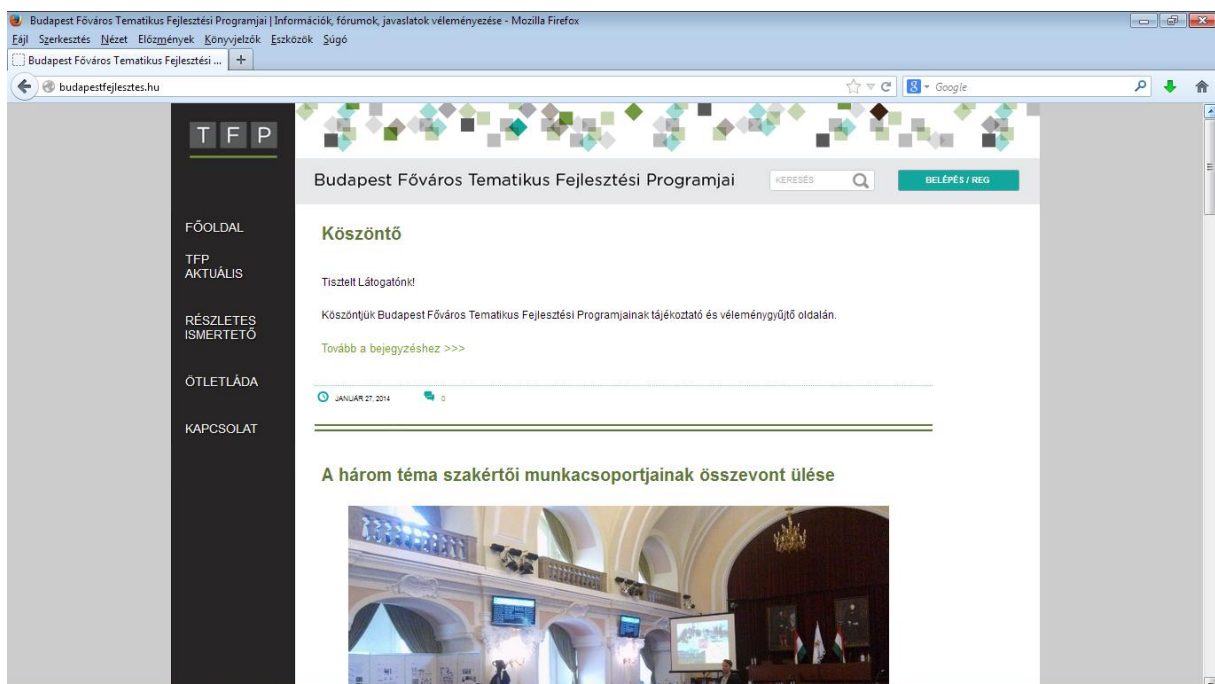 Budapest Főváros Tematikus Fejlesztési Programjai | Információk, fórumok, javaslatok véleményezése - Mozilla Firefox
Fájl Szerkesztés Nézet Előzmények Könyvjelzők Eszközök Súgó
Budapest Főváros Tematikus Fejlesztési ... +
budapestfejlesztes.hu
8 Google
T F P
Budapest Főváros Tematikus Fejlesztési Programjai
KERESÉS
BELÉPÉS / REG
FŐOLDAL
TFP
AKTUÁLIS
RÉSZLETES
ISMERTETŐ
ÖTLETLÁDA
KAPCSOLAT
Köszöntő
Tisztelt Látogatónk!
Köszöntjük Budapest Főváros Tematikus Fejlesztési Programjainak tájékoztató és véleménygyűjtő oldalán.
Tovább a bejegyzéshez >>>
JANUÁR 27, 2014 0
A három téma szakértői munkacsoportjainak összevont ülése